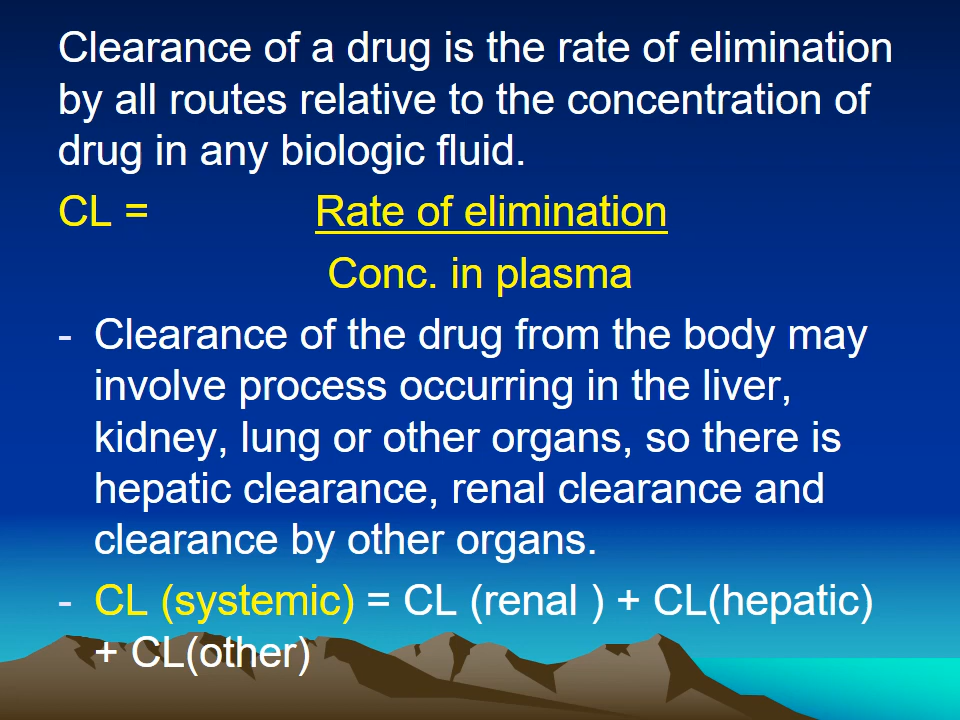 Clearance of a drug is the rate of elimination
by all routes relative to the concentration of
drug in any biologic fluid.
CL = Rate of elimination
Conc. in plasma
- Clearance of the drug from the body may
involve process occurring in the liver,
kidney, lung or other organs, so there is
hepatic clearance, renal clearance and
clearance by other organs.
- CL (systemic) = CL (renal ) + CL(hepatic)
+ CL(other)